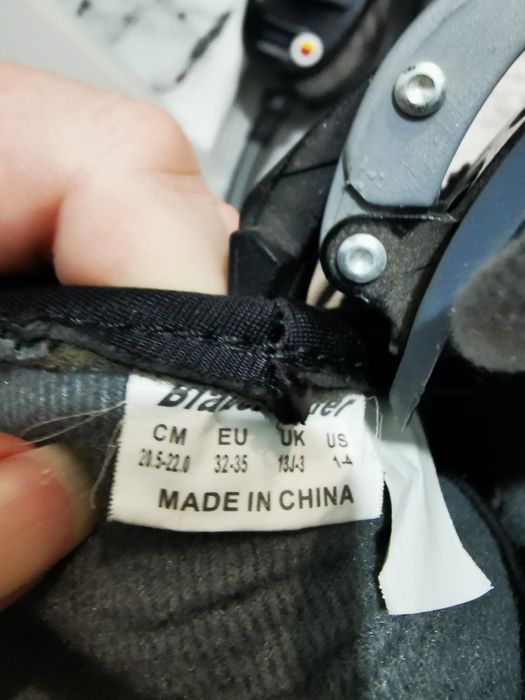 CM EU UK US
20.5-22.0 32-35 13J-3 1-4
MADE IN CHINA